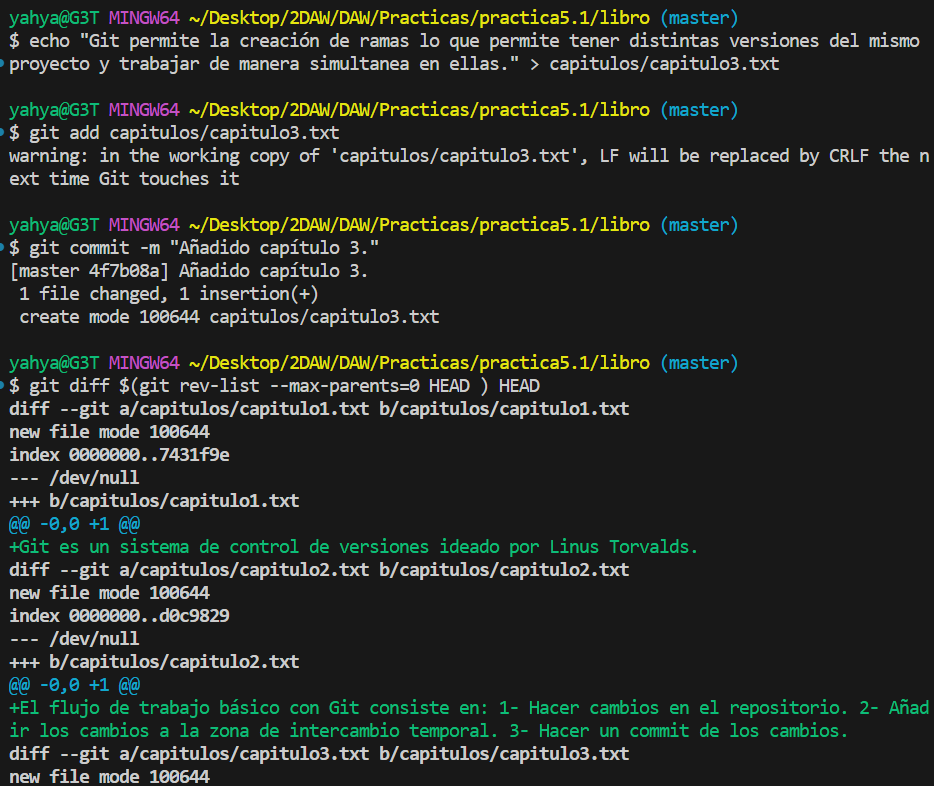 yahya@G3T MINGW64 ~/Desktop/2DAW/DAW/Practicas/practica5.1/libro (master)
$ echo "Git permite la creación de ramas lo que permite tener distintas versiones del mismo
proyecto y trabajar de manera simultanea en ellas." > capitulos/capitulo3.txt
yahya@G3T MINGW64 ~/Desktop/2DAW/DAW/Practicas/practica5.1/libro (master)
$ git add capitulos/capitulo3.txt
warning: in the working copy of 'capitulos/capitulo3.txt', LF will be replaced by CRLF the n
ext time Git touches it
yahya@G3T MINGW64 ~/Desktop/2DAW/DAW/Practicas/practica5.1/libro (master)
$ git commit -m "Añadido capítulo 3."
[master 4f7b08a] Añadido capítulo 3.
1 file changed, 1 insertion(+)
create mode 100644 capitulos/capitulo3.txt
yahya@G3T MINGW64 ~/Desktop/2DAW/DAW/Practicas/practica5.1/libro (master)
$ git diff $(git rev-list --max-parents=0 HEAD ) HEAD
diff --git a/capitulos/capitulo1.txt b/capitulos/capitulo1.txt
new file mode 100644
index 0000000..7431f9e
--- /dev/null
+++ b/capitulos/capitulo1.txt
@@ -0,0 +1 @@
+Git es un sistema de control de versiones ideado por Linus Torvalds.
diff --git a/capitulos/capitulo2.txt b/capitulos/capitulo2.txt
new file mode 100644
index 0000000..d0c9829
--- /dev/null
+++ b/capitulos/capitulo2.txt
@@ -0,0 +1 @@
+El flujo de trabajo básico con Git consiste en: 1- Hacer cambios en el repositorio. 2- Añad
ir los cambios a la zona de intercambio temporal. 3- Hacer un commit de los cambios.
diff --git a/capitulos/capitulo3.txt b/capitulos/capitulo3.txt
new file mode 100644